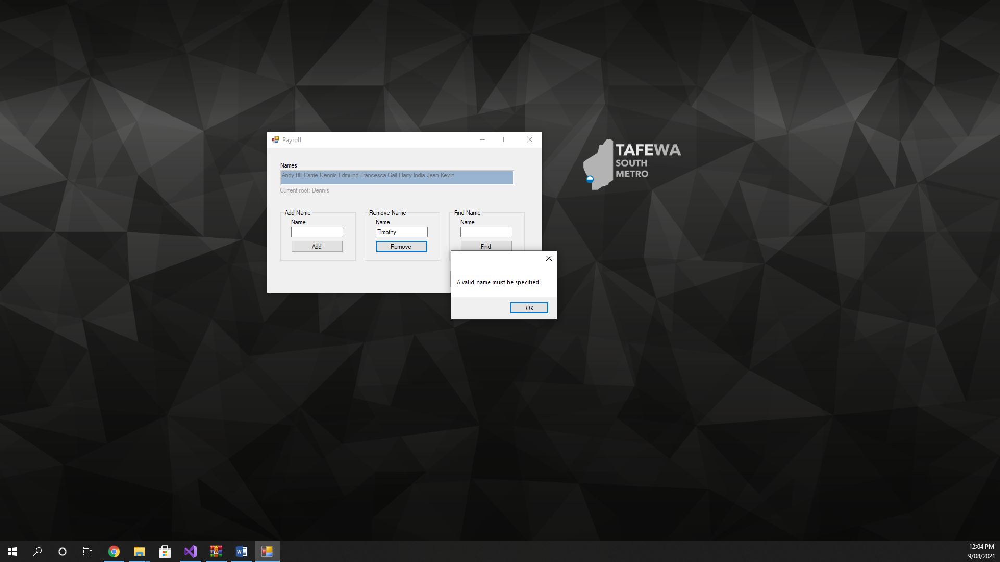 Payroll
Names
Andy Bill Carrie Dennis Edmund Francesca Gail Harry India Jean Kevin
Current root: Dennis
Add Name
Name
Add
Remove Name
Name
Timothy
Remove
Find Name
Name
Find
A valid name must be specified.
OK
TAFEWA
SOUTH
METRO
12:04 PM
9/08/2021